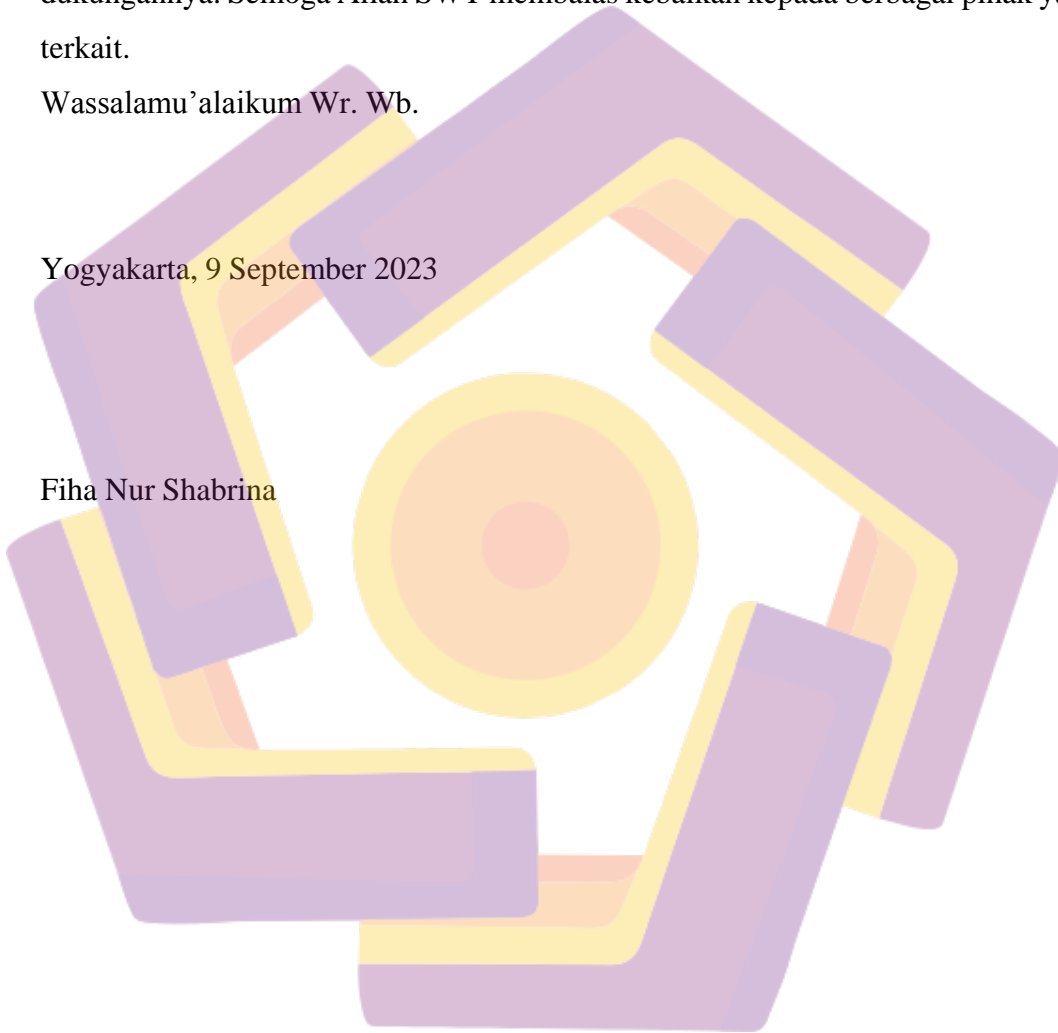 dukungannya. Semoga Allah SWT membalas kebaikan kepada berbagai pihak
terkait.
Wassalamu’alaikum Wr. Wb.
Yogyakarta, 9 September 2023
Fiha Nur Shabrina